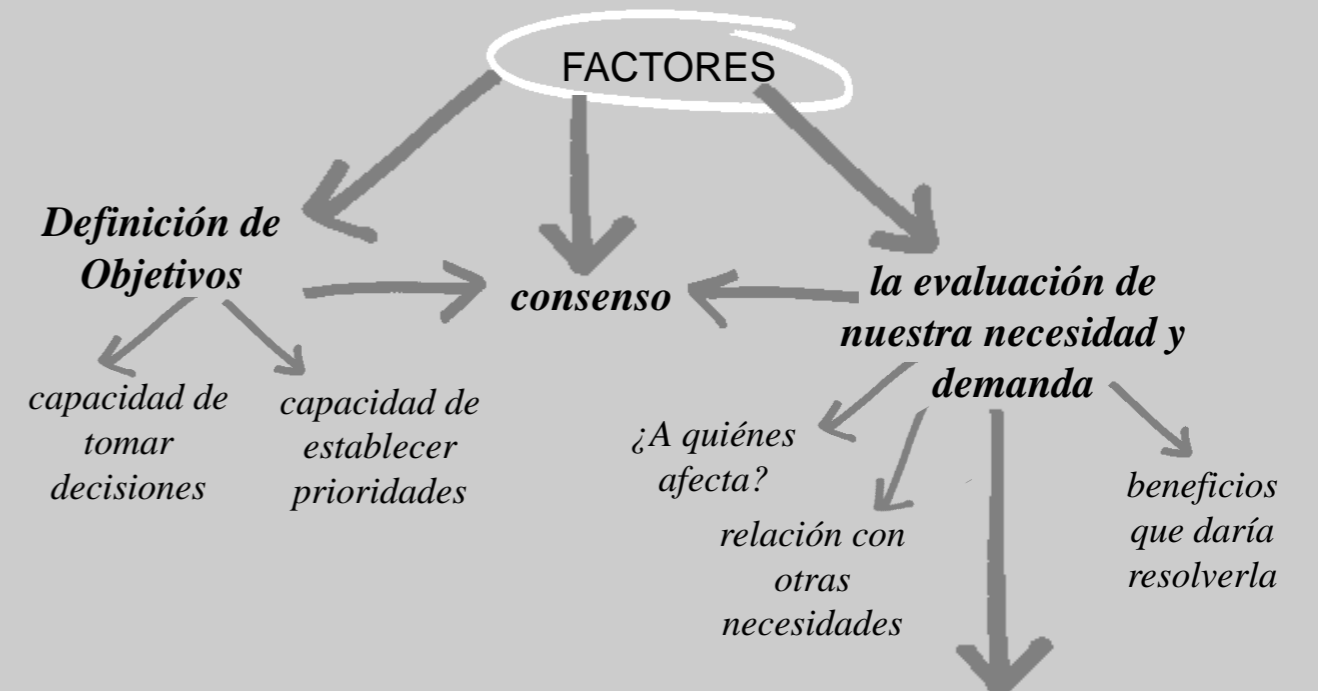 FACTORES
Definición de
Objetivos
consenso
la evaluación de
nuestra necesidad y
demanda
capacidad de
tomar
decisiones
capacidad de
establecer
prioridades
¿A quiénes
afecta?
relación con
otras
necesidades
beneficios
que daría
resolverla